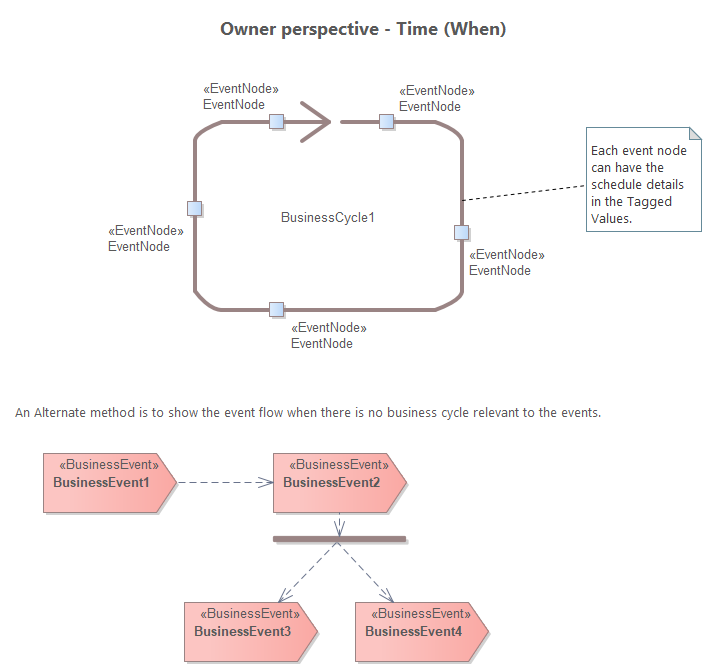 Owner perspective - Time (When)
«EventNode»
EventNode
«EventNode»
EventNode
Each event node
can have the
schedule details
in the Tagged
Values.
BusinessCycle1
«EventNode»
EventNode
«EventNode»
EventNode
«EventNode»
EventNode
An Alternate method is to show the event flow when there is no business cycle relevant to the events.
«BusinessEvent»
BusinessEvent1
«BusinessEvent»
BusinessEvent2
«BusinessEvent»
BusinessEvent3
«BusinessEvent»
BusinessEvent4